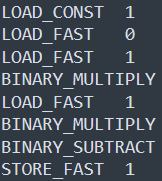 LOAD_CONST 1
LOAD_FAST 0
LOAD_FAST 1
BINARY_MULTIPLY
LOAD_FAST 1
BINARY_MULTIPLY
BINARY_SUBTRACT
STORE_FAST 1